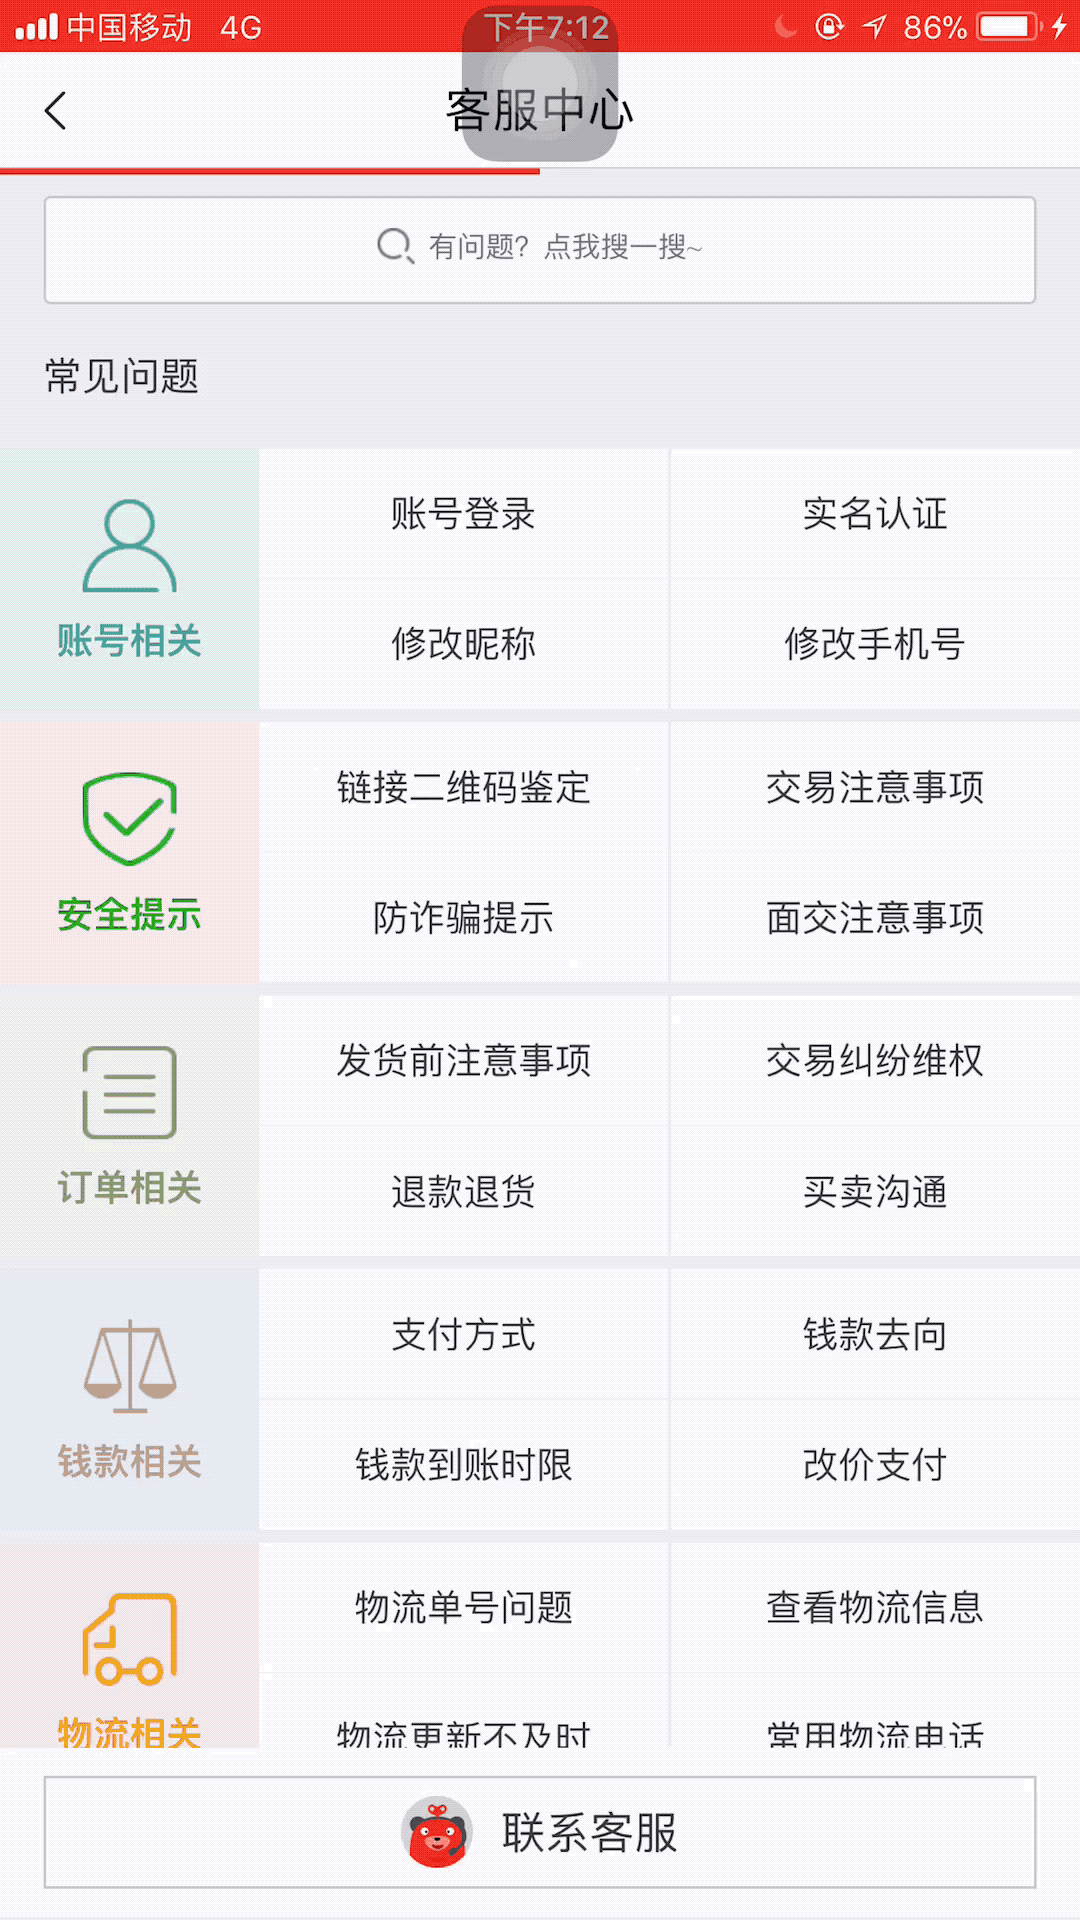 中国移动 4G 下午7:12 86%
客服中心
有问题？点我搜一搜~
常见问题
账号相关
账号登录 实名认证
修改昵称 修改手机号
安全提示
链接二维码鉴定 交易注意事项
防诈骗提示 面交注意事项
订单相关
发货前注意事项 交易纠纷维权
退款退货 买卖沟通
钱款相关
支付方式 钱款去向
钱款到账时限 改价支付
物流相关
物流单号问题 查看物流信息
物流更新不及时 常用物流电话
联系客服